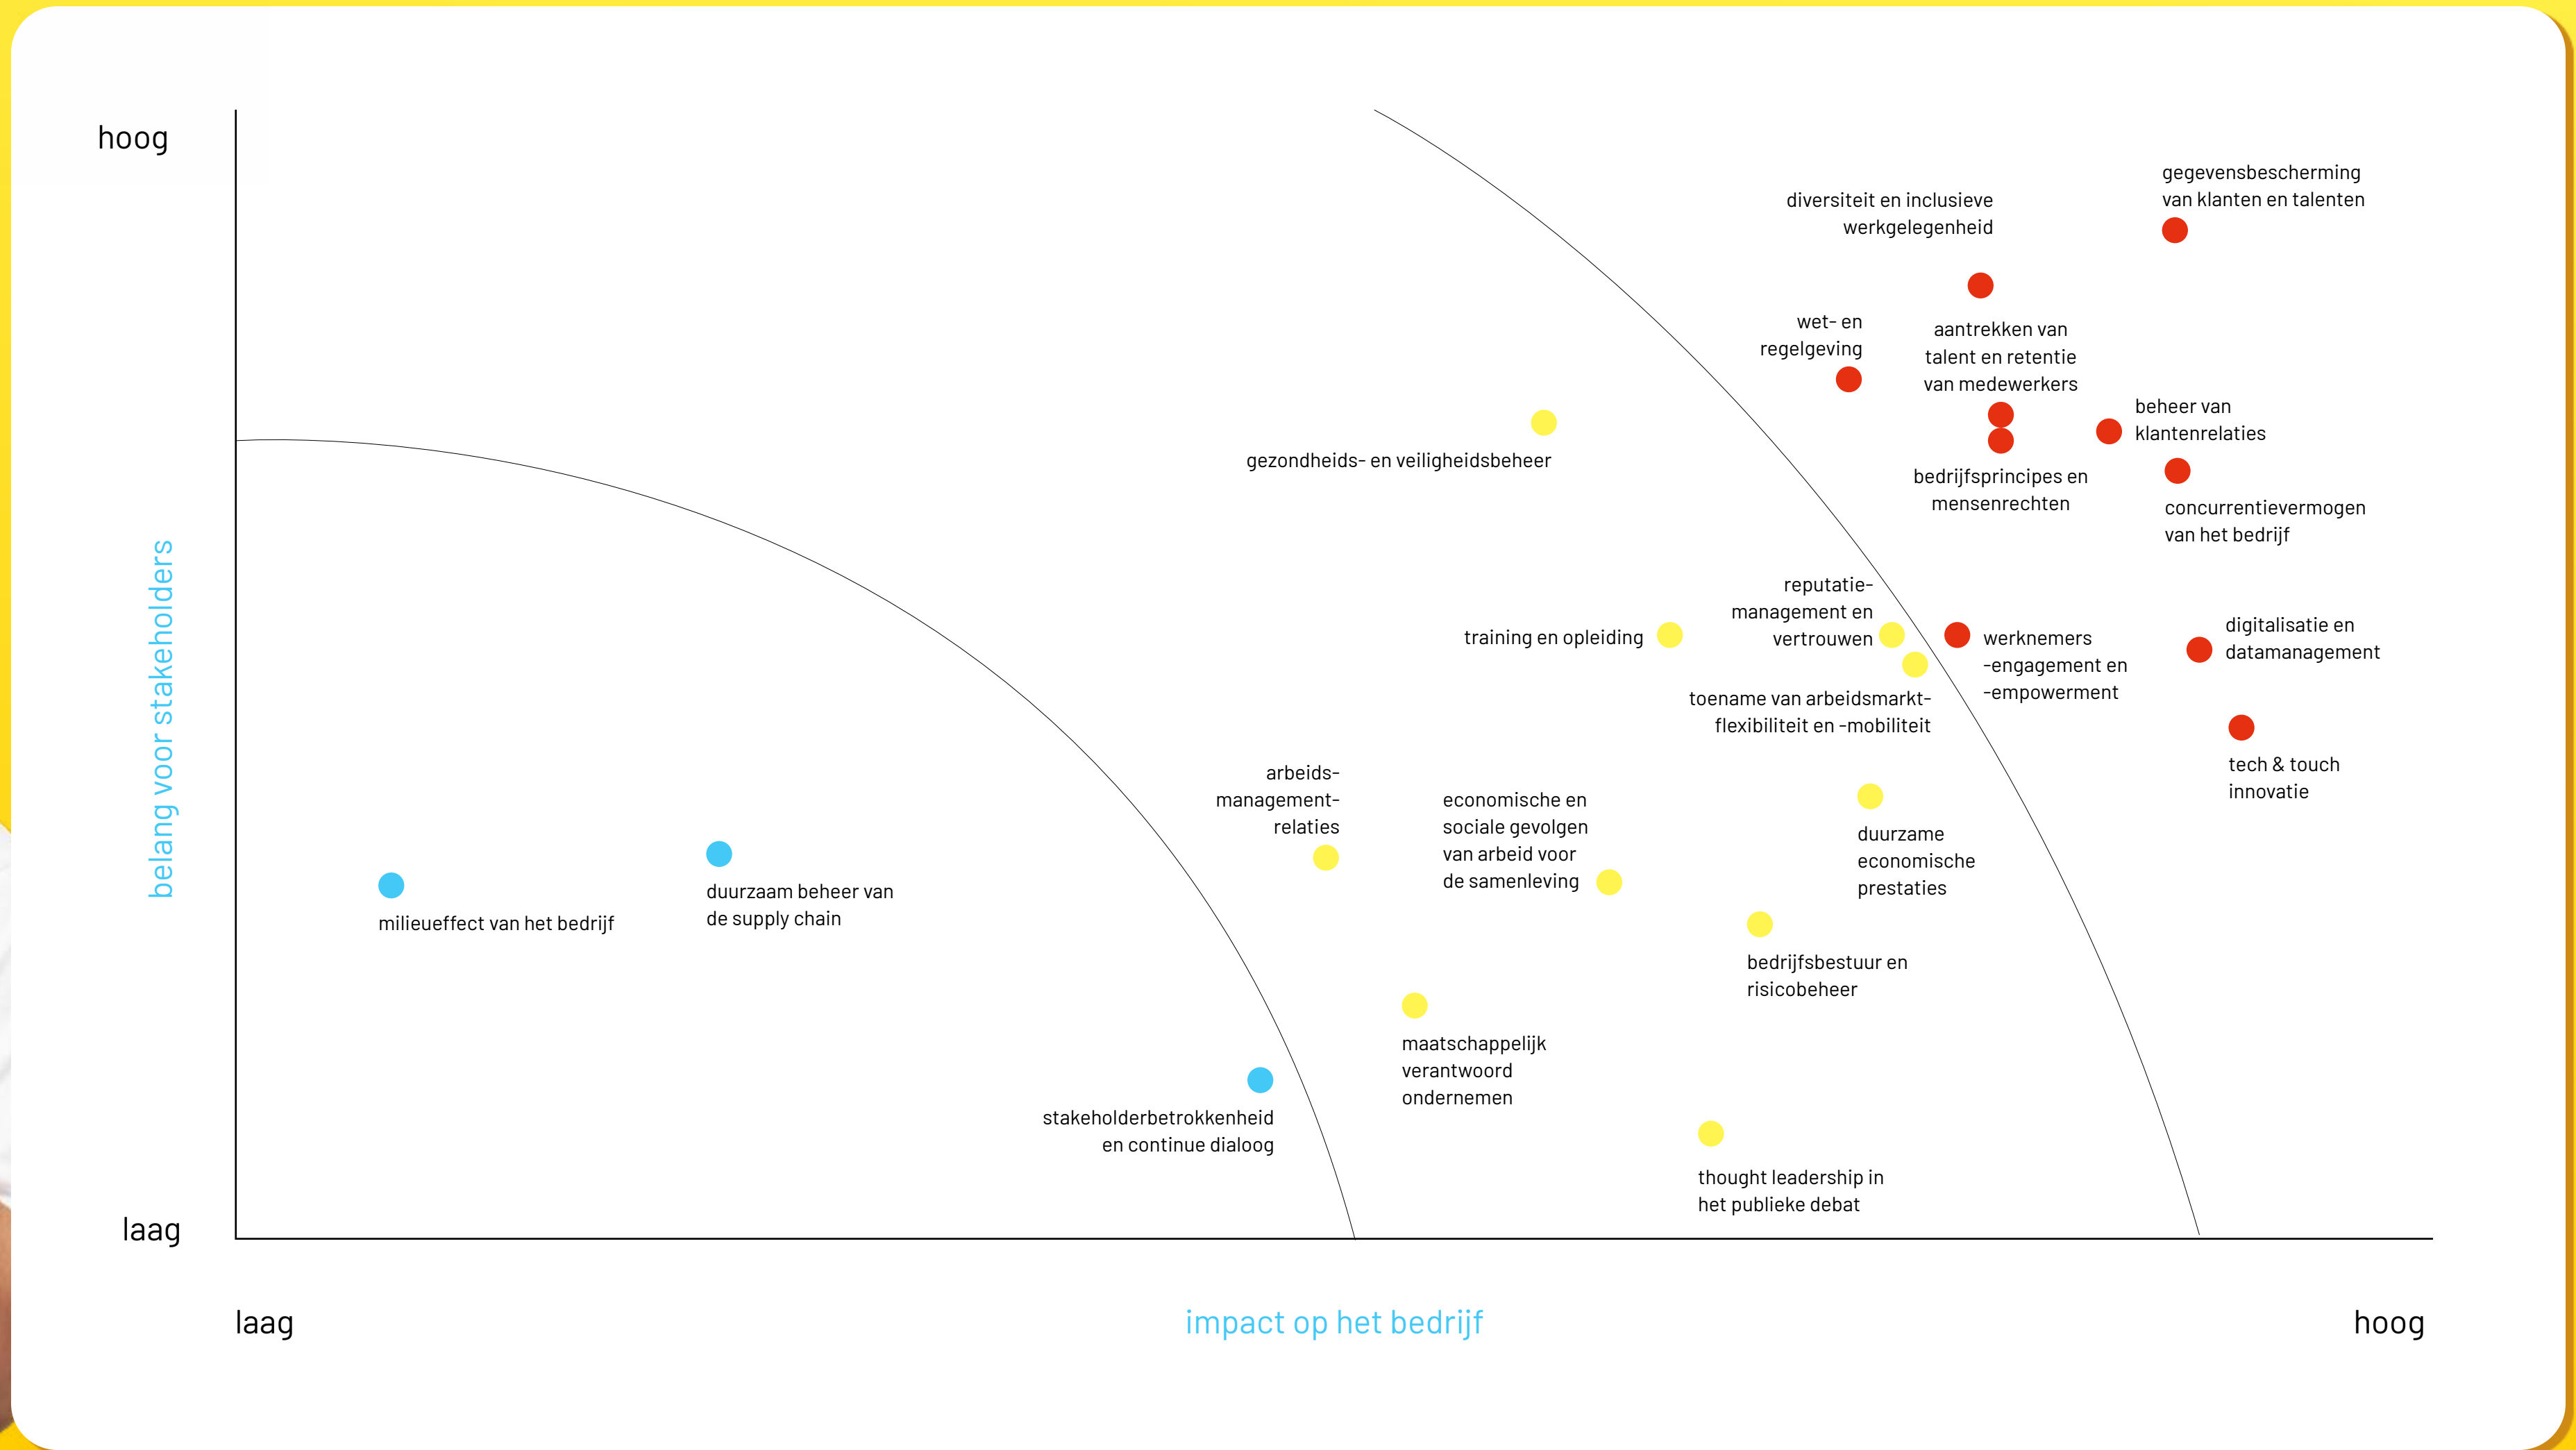 hoog
gegevensbescherming
van klanten en talenten
diversiteit en inclusieve
werkgelegenheid
wet- en
regelgeving
aantrekken van
talent en retentie
van medewerkers
beheer van
klantenrelaties
gezondheids- en veiligheidsbeheer
bedrijfsprincipes en
mensenrechten
concurrentievermogen
van het bedrijf
belang voor stakeholders
training en opleiding
reputatie-
management en
vertrouwen
werknemers
-engagement en
-empowerment
digitalisatie en
datamanagement
toename van arbeidsmarkt-
flexibiliteit en -mobiliteit
tech & touch
innovatie
arbeids-
management-
relaties
economische en
sociale gevolgen
van arbeid voor
de samenleving
duurzame
economische
prestaties
milieueffect van het bedrijf
duurzaam beheer van
de supply chain
bedrijfsbestuur en
risicobeheer
maatschappelijk
verantwoord
ondernemen
stakeholderbetrokkenheid
en continue dialoog
thought leadership in
het publieke debat
laag
laag
impact op het bedrijf
hoog